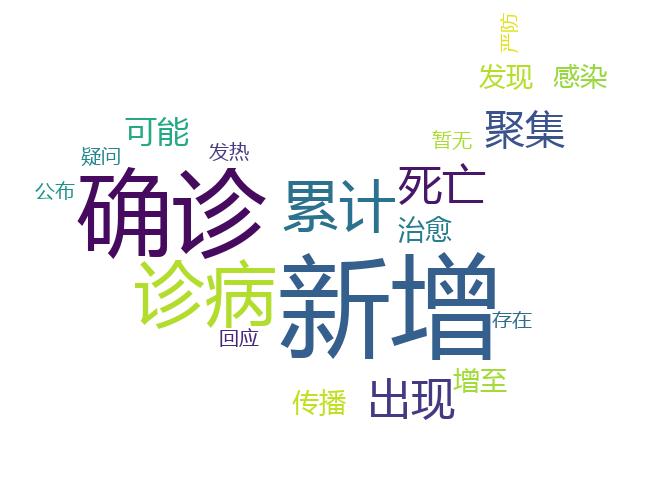 严防
发现
感染
聚集
可能
暂无
发热
疑问
公布
确诊
累计
死亡
治愈
诊病
新增
存在
回应
增至
出现
传播